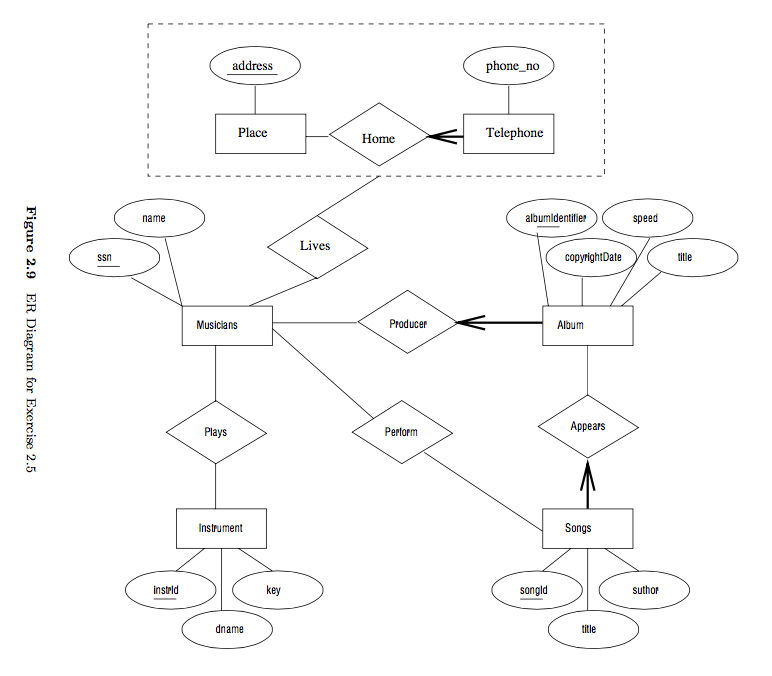 address
phone_no
Place
Home
Telephone
name
ssn
Lives
albumIdentifier
speed
copyrightDate
title
Musicians
Producer
Album
Plays
Perform
Appears
Instrument
Songs
instrId
key
dname
songId
suthor
title
Figure 2.9 ER Diagram for Exercise 2.5